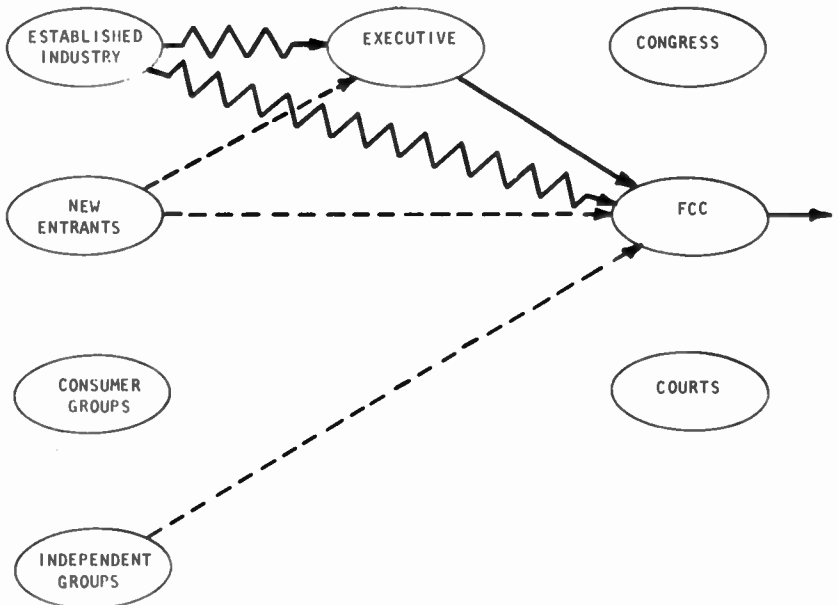 ESTABLISHED
INDUSTRY
EXECUTIVE
CONGRESS
NEW
ENTRANTS
FCC
CONSUMER
GROUPS
COURTS
INDEPENDENT
GROUPS